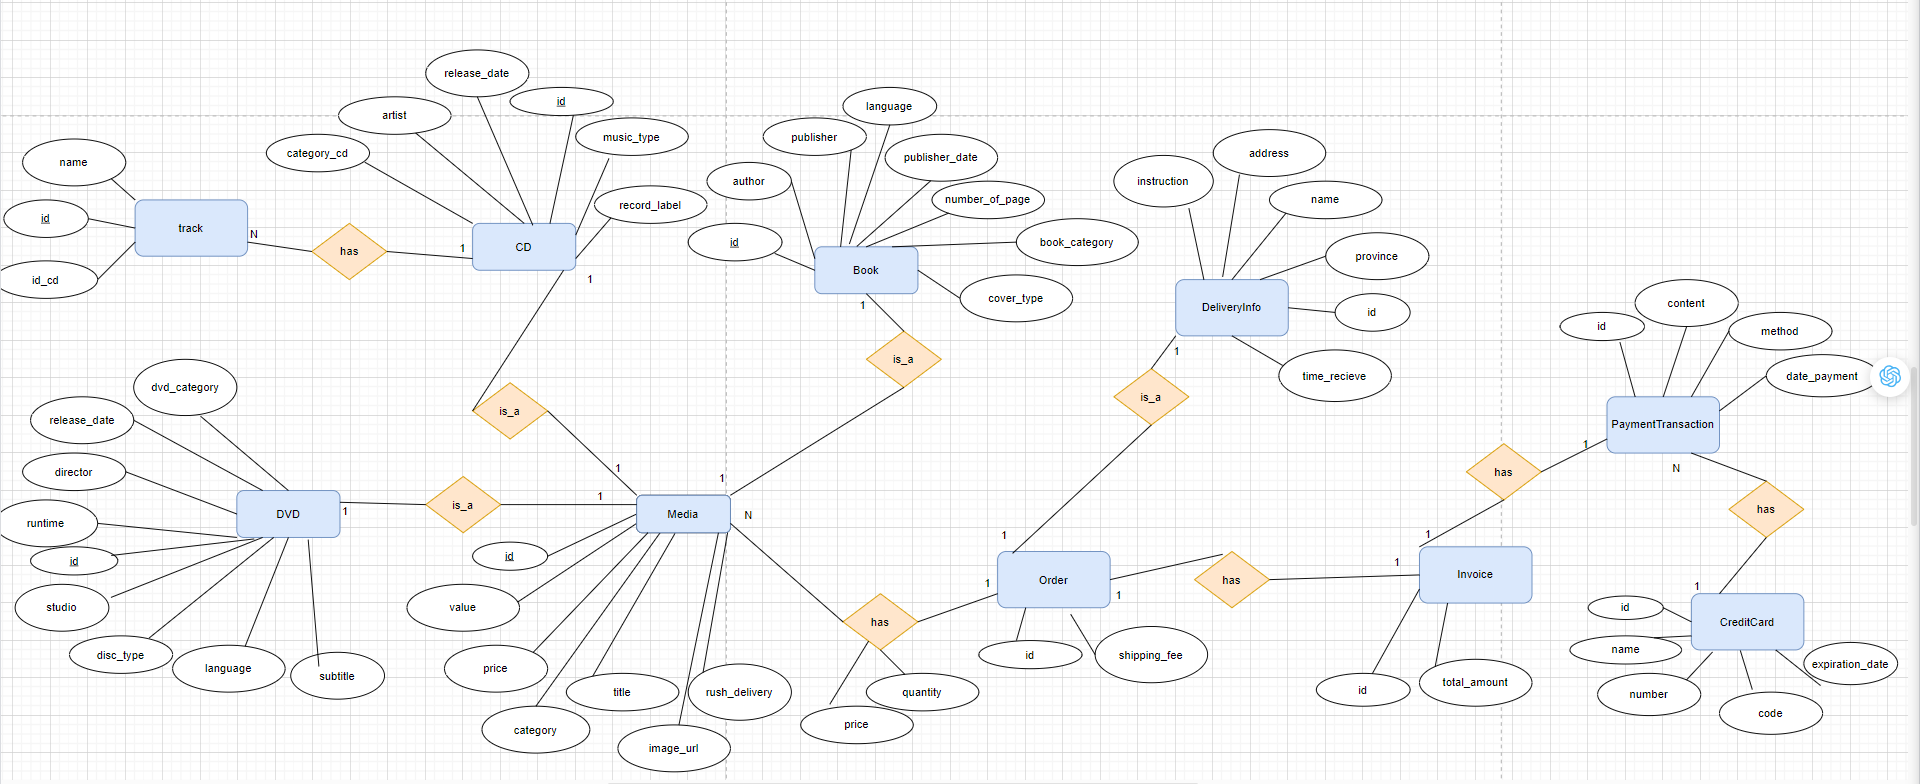 release_date
id
language
artist
music_type
publisher
category_cd
address
publisher_date
name
author
instruction
number_of_page
name
record_label
id
track
N
has
1
CD
id
book_category
province
Book
id_cd
1
cover_type
DeliveryInfo
id
content
1
id
method
1
is_a
time_recieve
date_payment
dvd_category
is_a
is_a
release_date
PaymentTransaction
1
director
1
1
has
N
1
is_a
1
DVD
Media
N
has
runtime
1
1
id
id
Order
has
1
Invoice
1
1
1
value
studio
has
id
CreditCard
disc_type
language
subtitle
price
title
rush_delivery
quantity
id
shipping_fee
id
total_amount
name
number
expiration_date
code
category
image_url
price